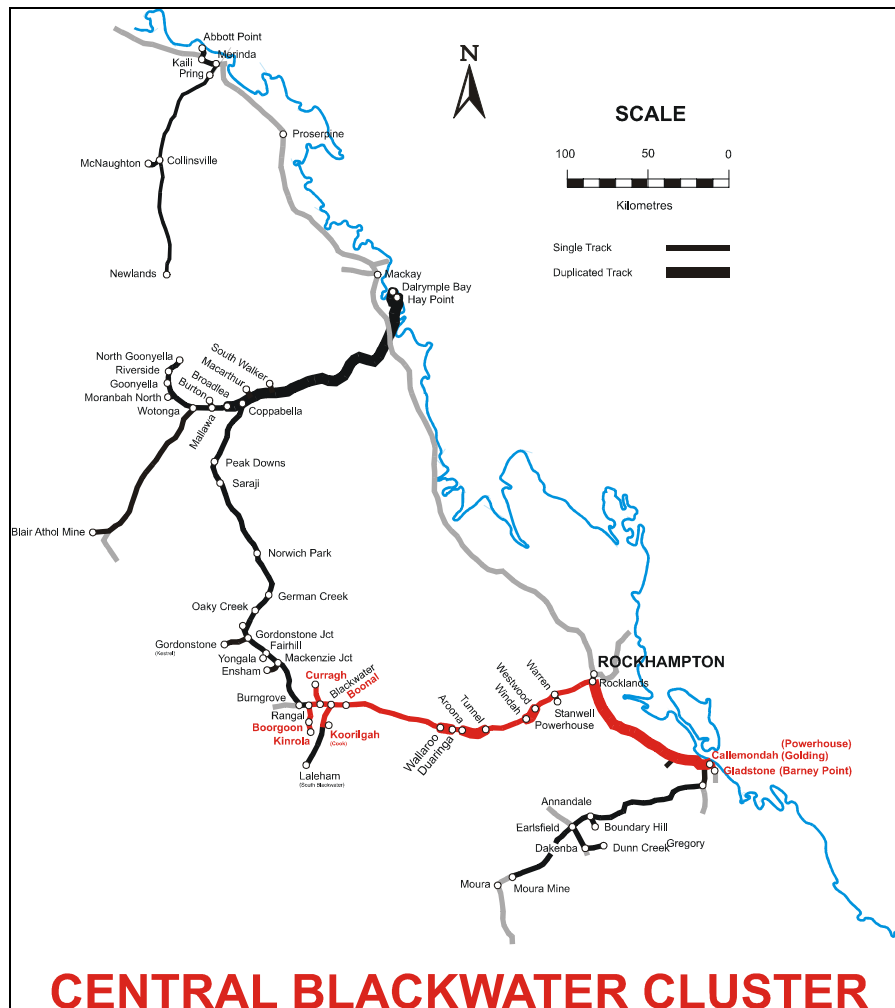 Abbott Point
Kaili
Merinda
Pring
N
SCALE
Proserpine
100
50
0
McNaughton
Collinsville
Kilometres
Single Track
Newlands
Mackay
Duplicated Track
Dalrymple Bay
Hay Point
North Goonyella
South Walker
Riverside
Macarthur
Goonyella
Broadlea
Burton
Moranbah North
Wotonga
Mallawa
Coppabella
Peak Downs
Saraji
Blair Athol Mine
Norwich Park
German Creek
Oaky Creek
Gordonstone Jct
Gordonstone
(Kestrel)
Fairhill
Yongala
Mackenzie Jct
Ensham
ROCKHAMPTON
Rocklands
Curragh
Warren
Westwood
Windah
Burngrove
Blackwater
Boonal
Rangal
Stanwell
Powerhouse
Boorgoon
Kinrola
Koorilgah
(Cook)
Tunnel
Aroona
Duaringa
Wallaroo
(Powerhouse)
Callemondah (Golding)
Gladstone (Barney Point)
Laleham
(South Blackwater)
Annandale
Earlsfield
Boundary Hill
Dakenba
Dunn Creek
Gregory
Moura
Moura Mine
CENTRAL BLACKWATER CLUSTER